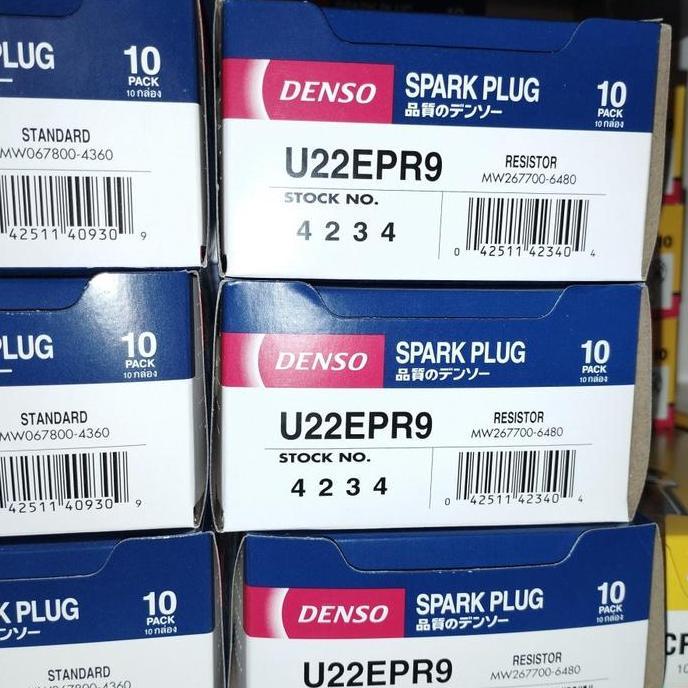 PLUG
10
PACK
10 กล่อง
STANDARD
MW067800-4360
42511 40930 9
DENSO
SPARK PLUG
品質のデンソー
10
PACK
10 กล่อง
U22EPR9
RESISTOR
MW267700-6480
STOCK NO.
4 2 3 4
0 42511 42340 4
PLUG
10
PACK
10 กล่อง
STANDARD
MW067800-4360
42511 40930 9
DENSO
SPARK PLUG
品質のデンソー
10
PACK
10 กล่อง
U22EPR9
RESISTOR
MW267700-6480
STOCK NO.
4 2 3 4
0 42511 42340 4
K PLUG
ンソー
10
PACK
10 กล่อง
STANDARD
MW067800-4360
DENSO
SPARK PLUG
品質のデンソー
10
PACK
10 กล่อง
U22EPR9
RESISTOR
MW267700-6480